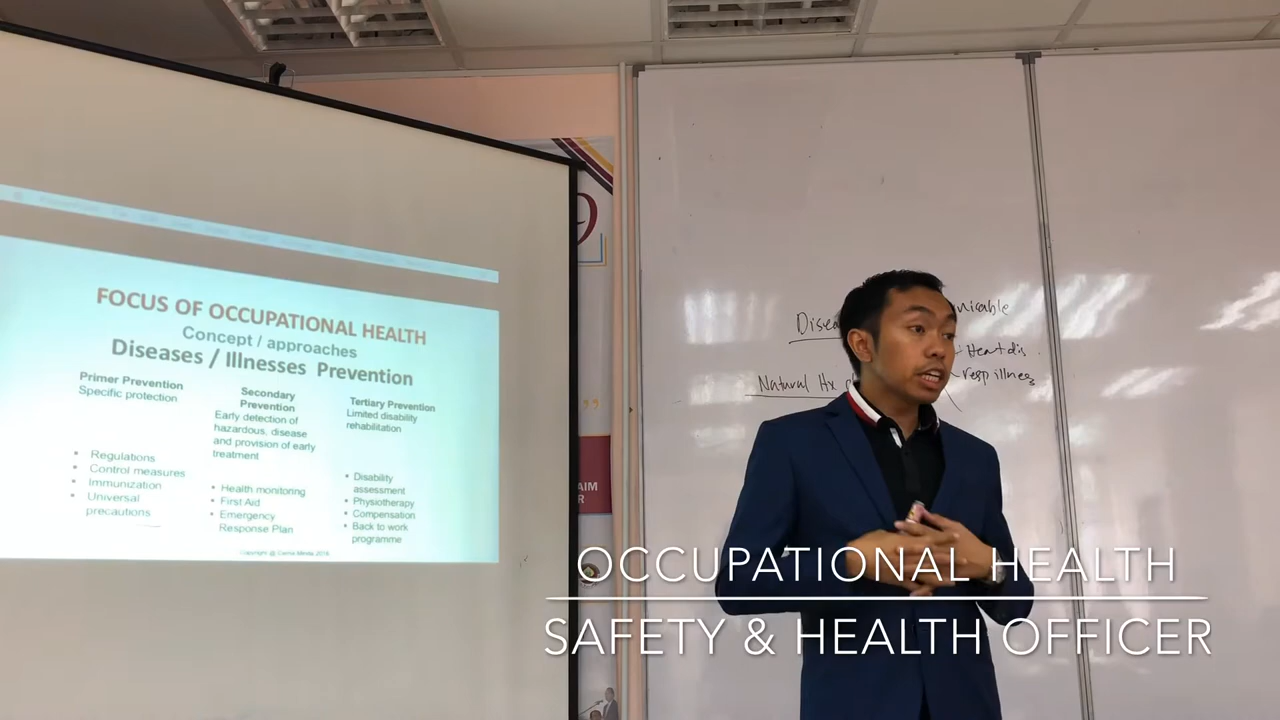 FOCUS OF OCCUPATIONAL HEALTH
Concept / approaches
Diseases / Illnesses Prevention
Primer Prevention
Specific protection
• Regulations
• Control measures
• Immunization
• Universal
precautions
Secondary
Prevention
Early detection of
hazardous, disease
and provision of early
treatment
• Health monitoring
• First Aid
• Emergency
Response Plan
Tertiary Prevention
Limited disability
rehabilitation
• Disability
assessment
• Physiotherapy
• Compensation
• Back to work
programme
Natural Hx
Heart dis
resp illness
OCCUPATIONAL HEALTH
SAFETY & HEALTH OFFICER